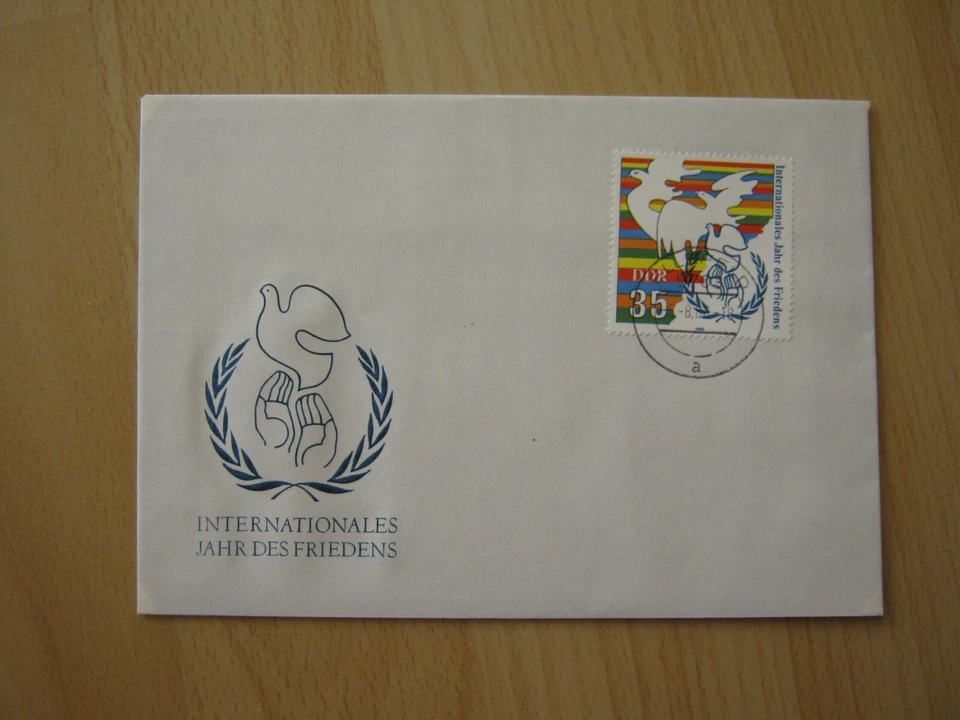 Internationales Jahr des Friedens
DDR
35
a
INTERNATIONALES
JAHR DES FRIEDENS